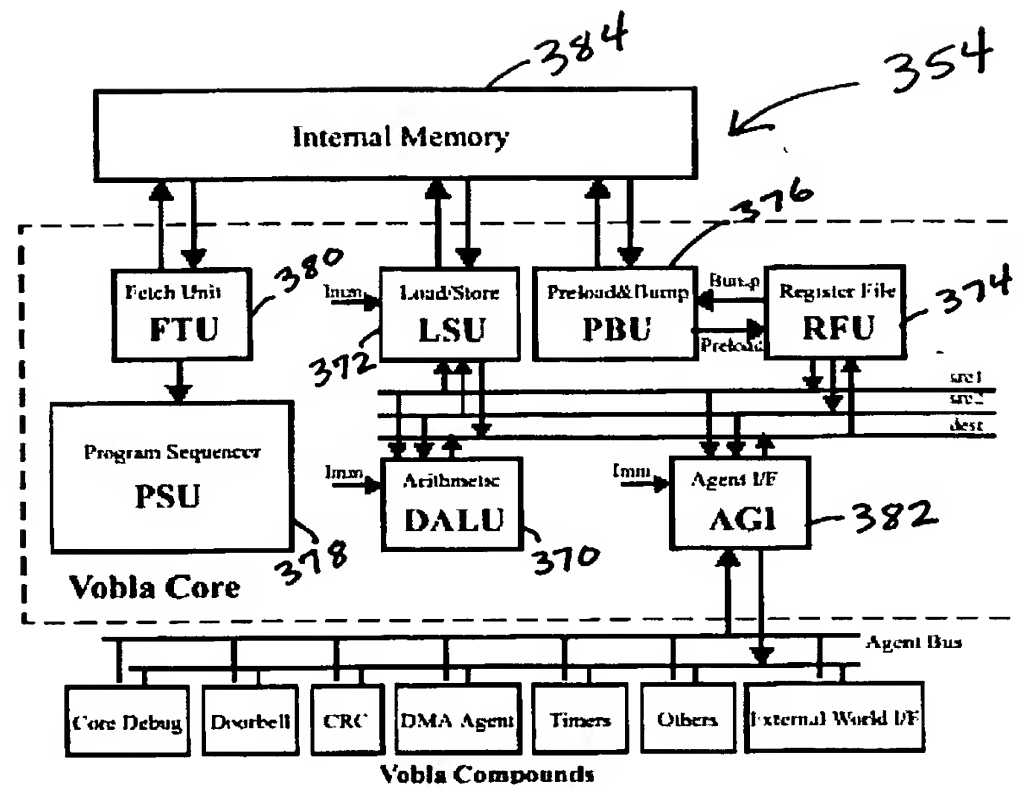 384
354
Internal Memory
376
Fetch Unit
FTU
380
Imm
Load/Store
LSU
372
Preload&Bump
PBU
Bump
Preload
Register File
RFU
374
src1
src2
dest
Program Sequencer
PSU
378
Imm
Arithmetic
DALU
370
Imm
Agent I/F
AGI
382
Vobla Core
Agent Bus
Core Debug
Doorbell
CRC
DMA Agent
Timers
Others
External World I/F
Vobla Compounds